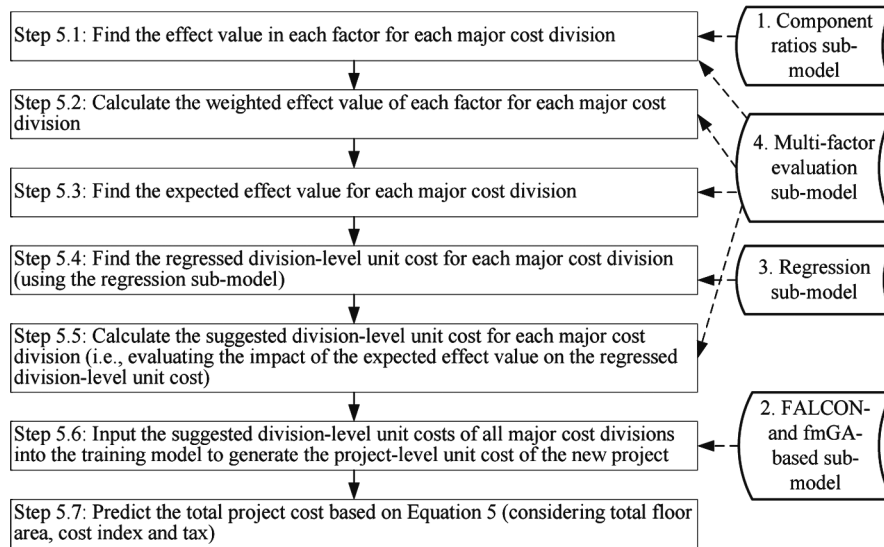 Step 5.1: Find the effect value in each factor for each major cost division
1. Component
ratios sub-
model
Step 5.2: Calculate the weighted effect value of each factor for each major cost
division
4. Multi-factor
evaluation
sub-model
Step 5.3: Find the expected effect value for each major cost division
Step 5.4: Find the regressed division-level unit cost for each major cost division
(using the regression sub-model)
3. Regression
sub-model
Step 5.5: Calculate the suggested division-level unit cost for each major cost
division (i.e., evaluating the impact of the expected effect value on the regressed
division-level unit cost)
Step 5.6: Input the suggested division-level unit costs of all major cost divisions
into the training model to generate the project-level unit cost of the new project
2. FALCON-
and fmGA-
based sub-
model
Step 5.7: Predict the total project cost based on Equation 5 (considering total floor
area, cost index and tax)